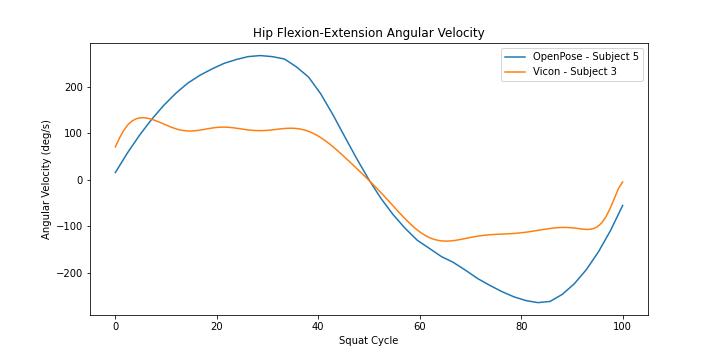 Hip Flexion-Extension Angular Velocity
OpenPose - Subject 5
Vicon - Subject 3
Angular Velocity (deg/s)
200
100
0
−100
−200
0 20 40 60 80 100
Squat Cycle